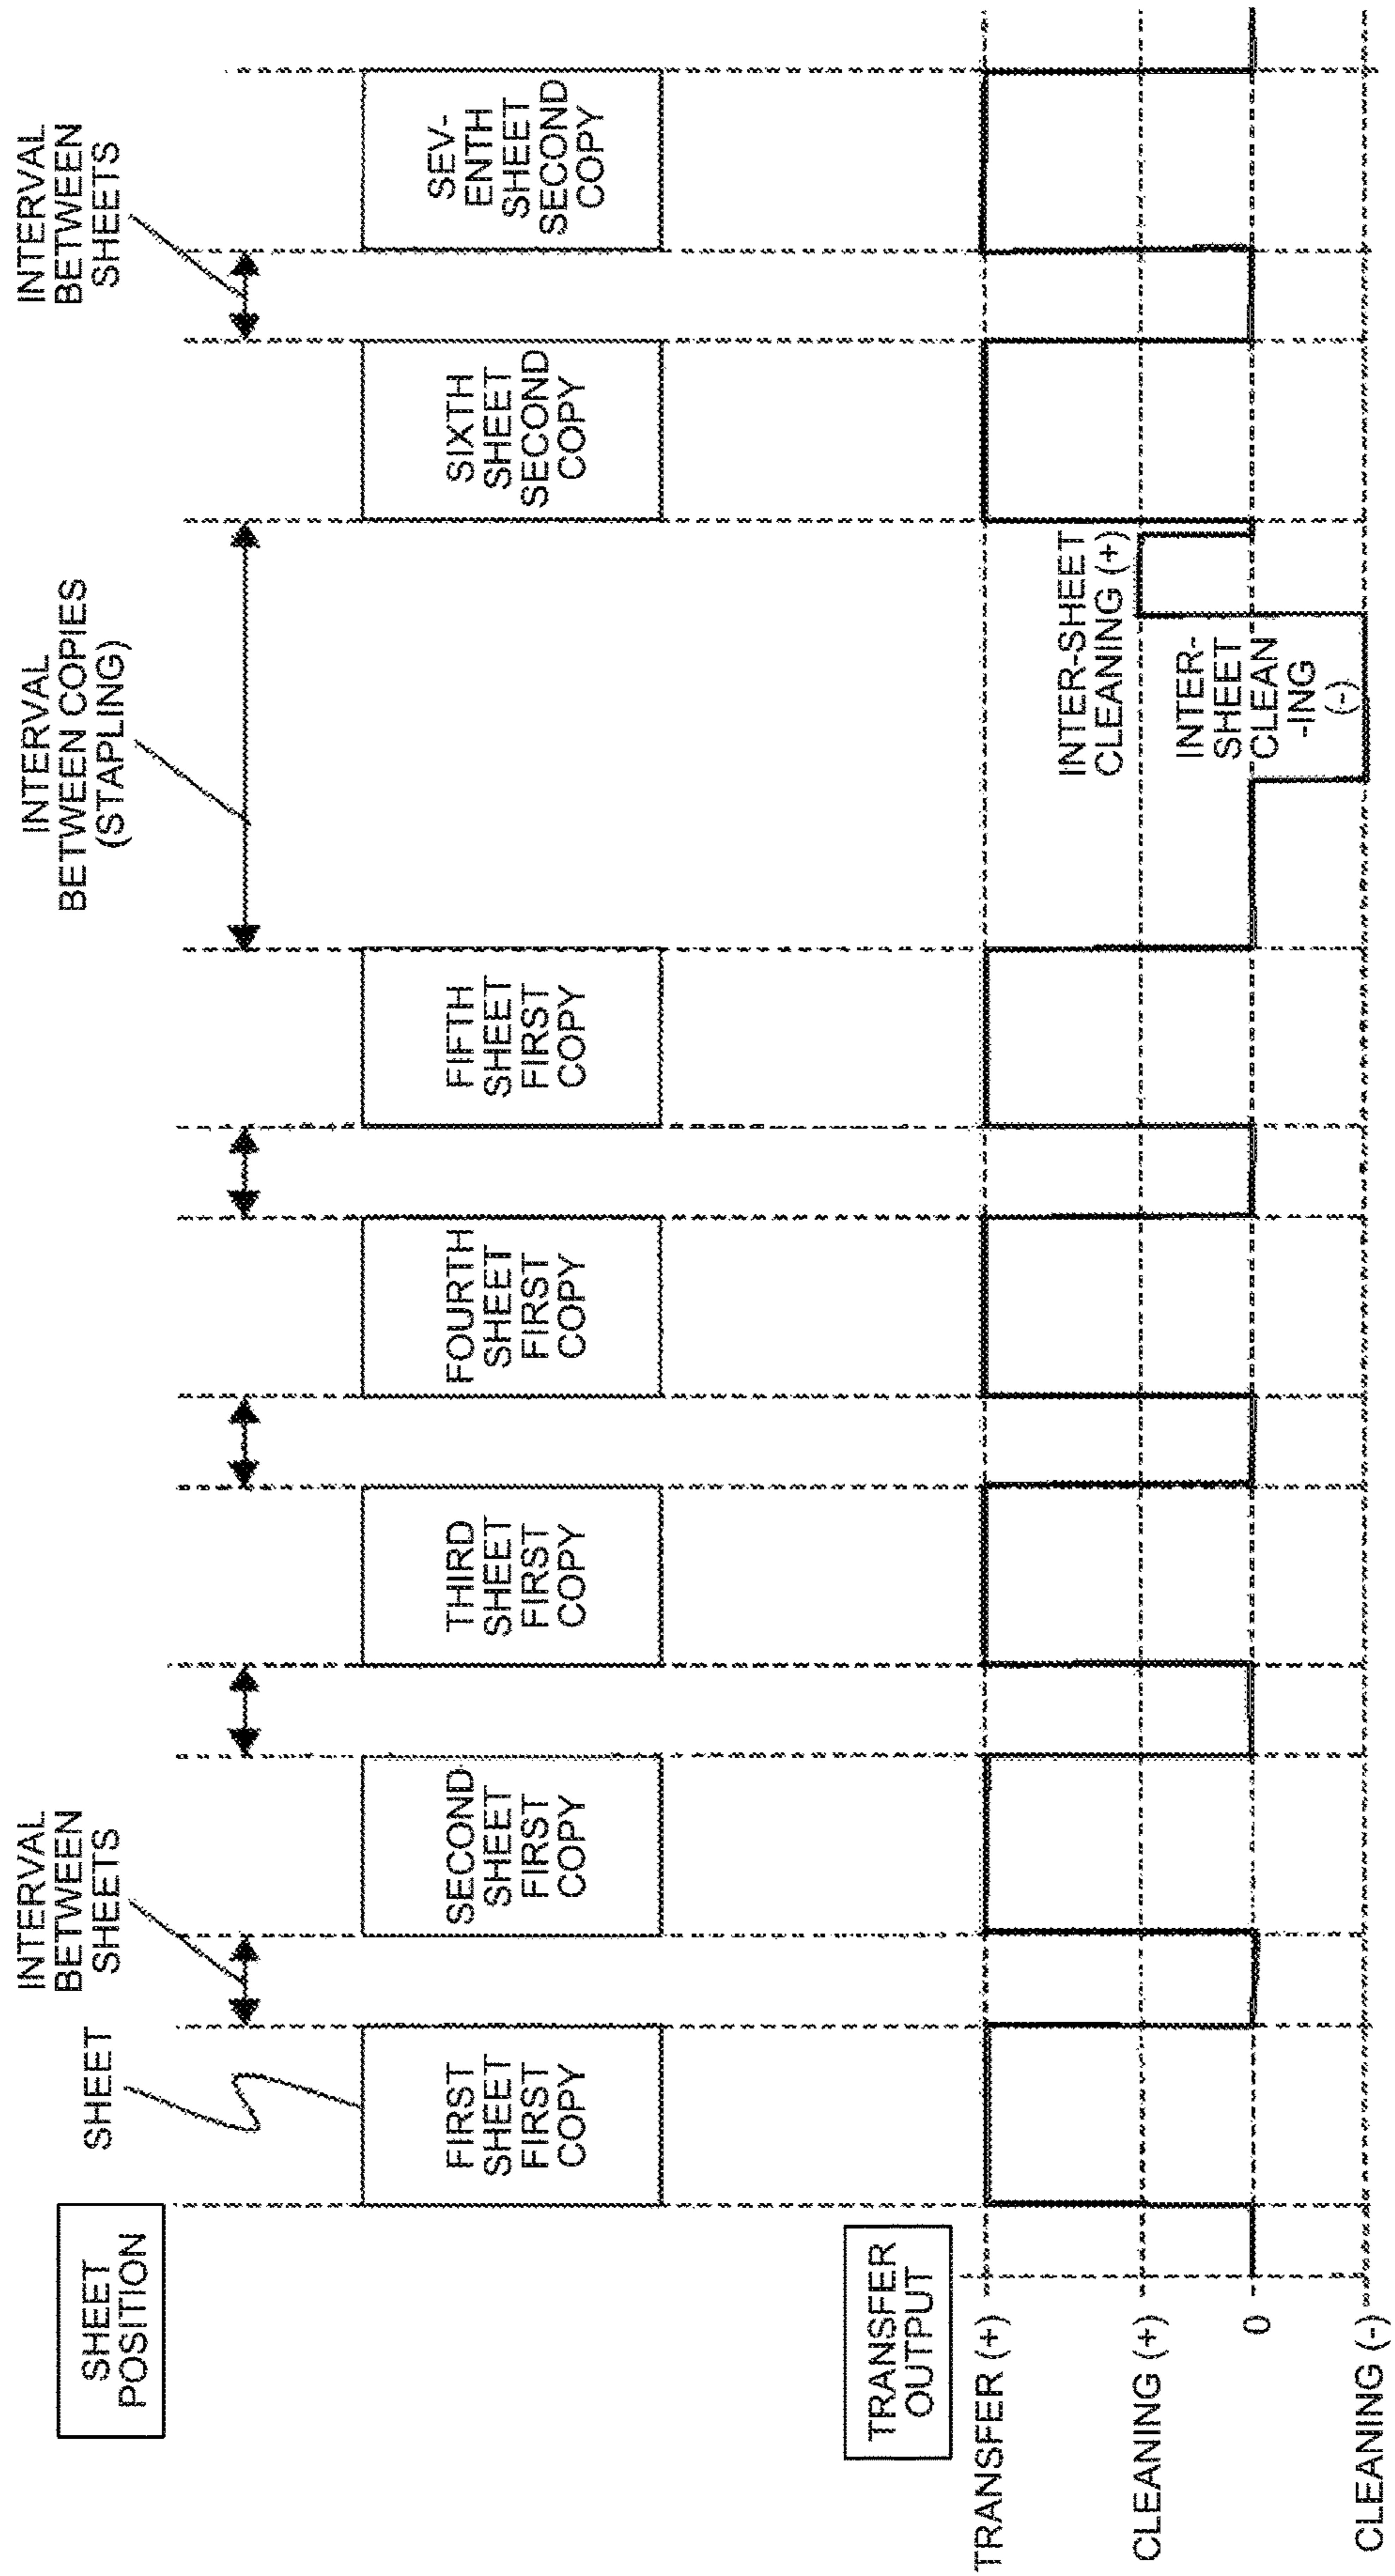 SHEET
POSITION
SHEET
INTERVAL
BETWEEN
SHEETS
INTERVAL
BETWEEN COPIES
(STAPLING)
INTERVAL
BETWEEN
SHEETS
FIRST
SHEET
FIRST
COPY
SECOND
SHEET
FIRST
COPY
THIRD
SHEET
FIRST
COPY
FOURTH
SHEET
FIRST
COPY
FIFTH
SHEET
FIRST
COPY
SIXTH
SHEET
SECOND
COPY
SEV-
ENTH
SHEET
SECOND
COPY
TRANSFER
OUTPUT
TRANSFER (+)
CLEANING (+)
0
CLEANING (-)
INTER-SHEET
CLEANING (+)
INTER-
SHEET
CLEAN
-ING
(-)